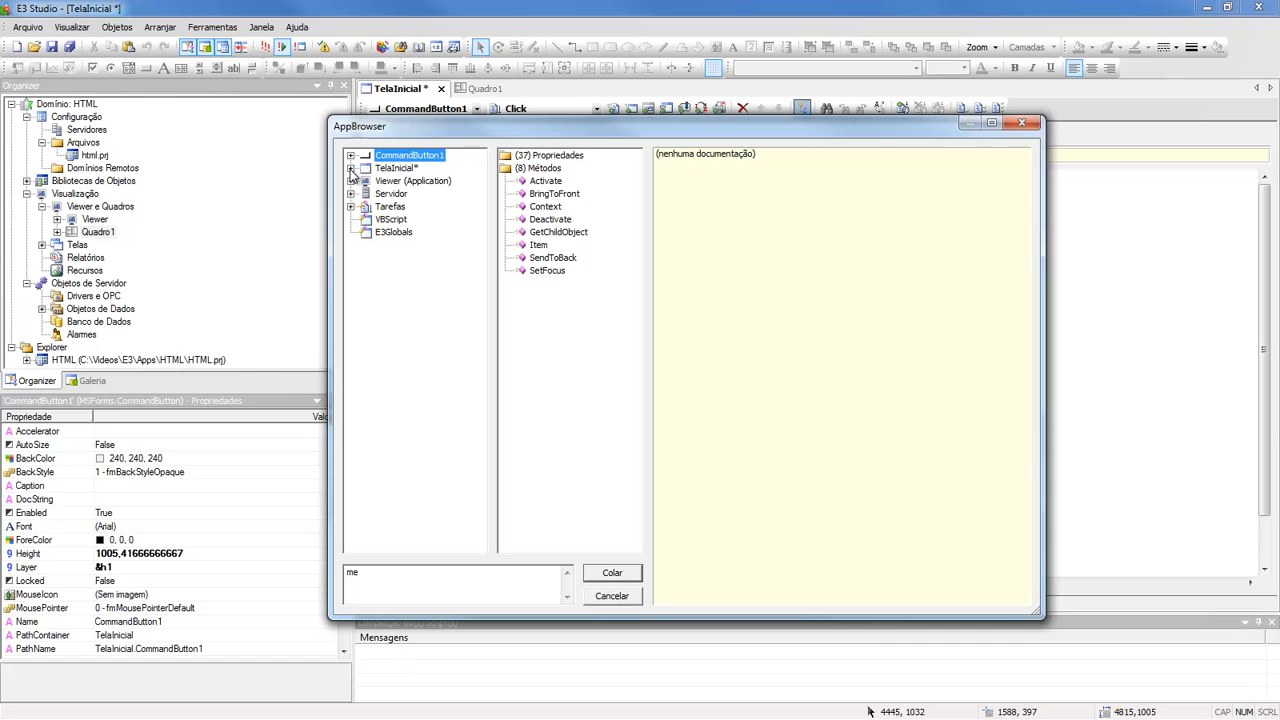 E3 Studio - [TelaInicial *]
Arquivo Visualizar Objetos Arranjar Ferramentas Janela Ajuda
Zoom Camadas
Organizer
Domínio: HTML
Configuração
Servidores
Arquivos
html.prj
Domínios Remotos
Bibliotecas de Objetos
Visualização
Viewer e Quadros
Viewer
Quadro1
Telas
Relatórios
Recursos
Objetos de Servidor
Drivers e OPC
Objetos de Dados
Banco de Dados
Alarmes
Explorer
HTML (C:\Videos\E3\Apps\HTML\HTML.prj)
Organizer Galeria
'CommandButton1' (MSForms.CommandButton) - Propriedades
Propriedade Valo
Accelerator
AutoSize False
BackColor 240, 240, 240
BackStyle 1 - fmBackStyleOpaque
Caption
DocString
Enabled True
Font (Arial)
ForeColor 0, 0, 0
Height 1005,41666666667
Layer &h1
Locked False
MouseIcon (Sem imagem)
MousePointer 0 - fmMousePointerDefault
Name CommandButton1
PathContainer TelaInicial
PathName TelaInicial.CommandButton1
TelaInicial * Quadro1
CommandButton1 Click
AppBrowser
CommandButton1
TelaInicial*
Viewer (Application)
Servidor
Tarefas
VBScript
E3Globals
(37) Propriedades
(8) Métodos
Activate
BringToFront
Context
Deactivate
GetChildObject
Item
SendToBack
SetFocus
(nenhuma documentação)
me
Colar
Cancelar
Mensagens
4445, 1032 1588, 397 4815,1005 CAP NUM SCRL